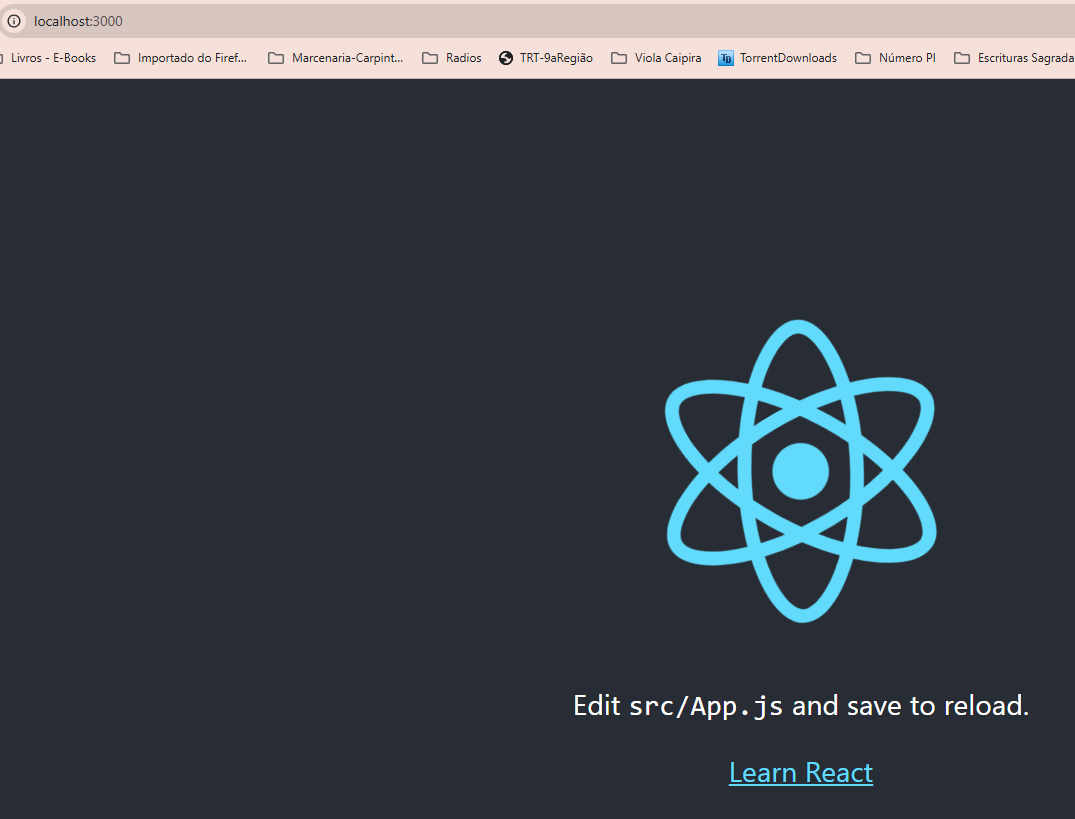 localhost:3000
Livros - E-Books Importado do Firef... Marcenaria-Carpint... Radios TRT-9aRegião Viola Caipira TD TorrentDownloads Número PI Escrituras Sagrada
Edit src/App.js and save to reload.
Learn React